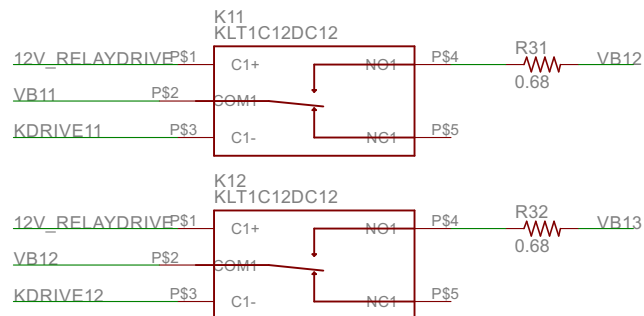 K11
KLT1C12DC12
12V_RELAYDRIVE P$1 C1+ NO1 P$4 R31 0.68 VB12
VB11 P$2 COM1
KDRIVE11 P$3 C1- NC1 P$5
K12
KLT1C12DC12
12V_RELAYDRIVE P$1 C1+ NO1 P$4 R32 0.68 VB13
VB12 P$2 COM1
KDRIVE12 P$3 C1- NC1 P$5